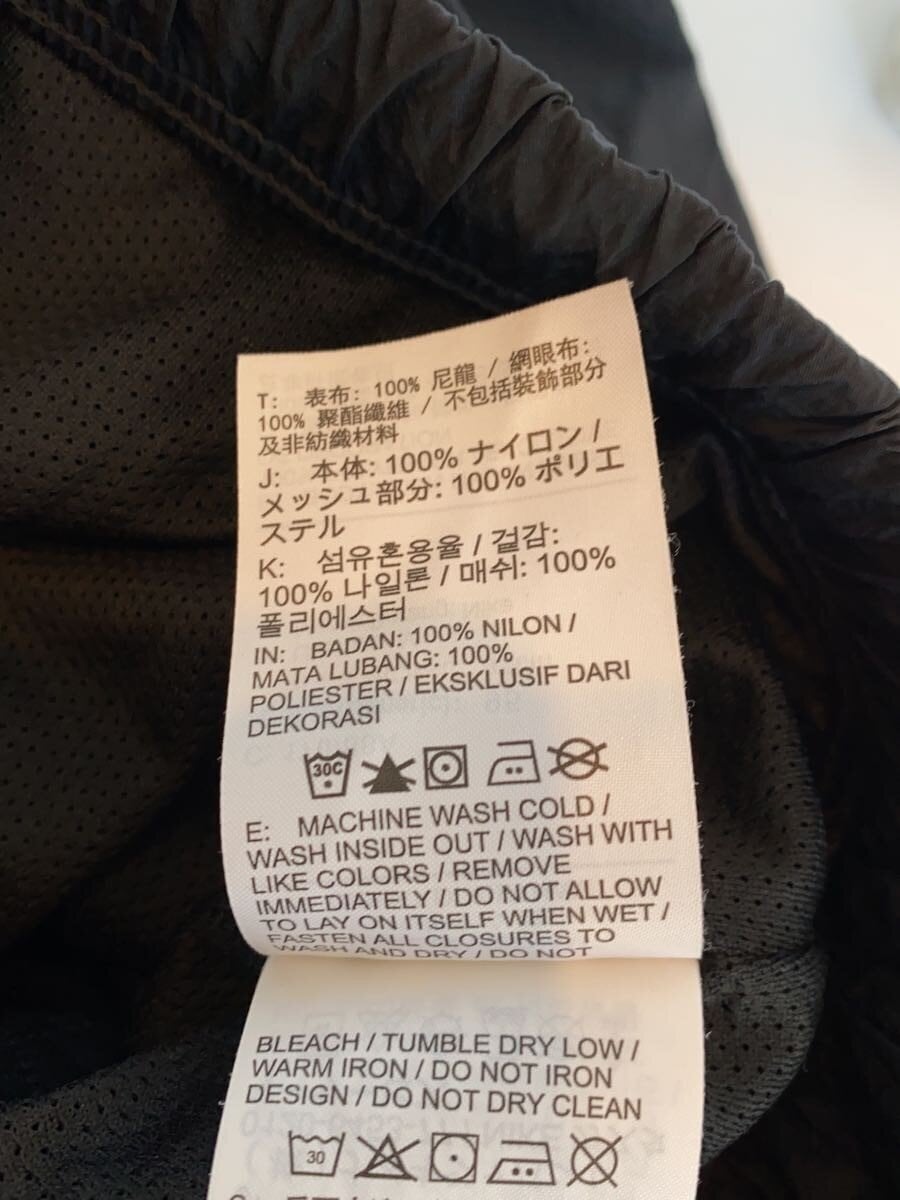 T: 表布: 100% 尼龍 / 網眼布:
100% 聚酯纖維 / 不包括裝飾部分
及非紡織材料
J: 本体: 100% ナイロン /
メッシュ部分: 100% ポリエ
ステル
K: 섬유혼용율 / 겉감:
100% 나일론 / 매쉬: 100%
폴리에스터
IN: BADAN: 100% NILON /
MATA LUBANG: 100%
POLIESTER / EKSKLUSIF DARI
DEKORASI
30C
E: MACHINE WASH COLD /
WASH INSIDE OUT / WASH WITH
LIKE COLORS / REMOVE
IMMEDIATELY / DO NOT ALLOW
TO LAY ON ITSELF WHEN WET /
FASTEN ALL CLOSURES TO
WASH AND DRY / DO NOT
BLEACH / TUMBLE DRY LOW /
WARM IRON / DO NOT IRON
DESIGN / DO NOT DRY CLEAN
30